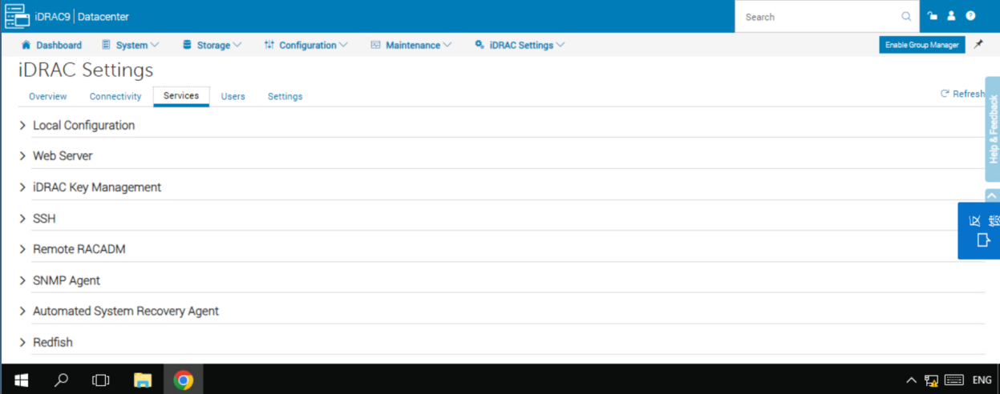 iDRAC9 | Datacenter
Search
Dashboard System Storage Configuration Maintenance iDRAC Settings Enable Group Manager
iDRAC Settings
Overview Connectivity Services Users Settings Refresh
Help & Feedback
Local Configuration
Web Server
iDRAC Key Management
SSH
Remote RACADM
SNMP Agent
Automated System Recovery Agent
Redfish
ENG